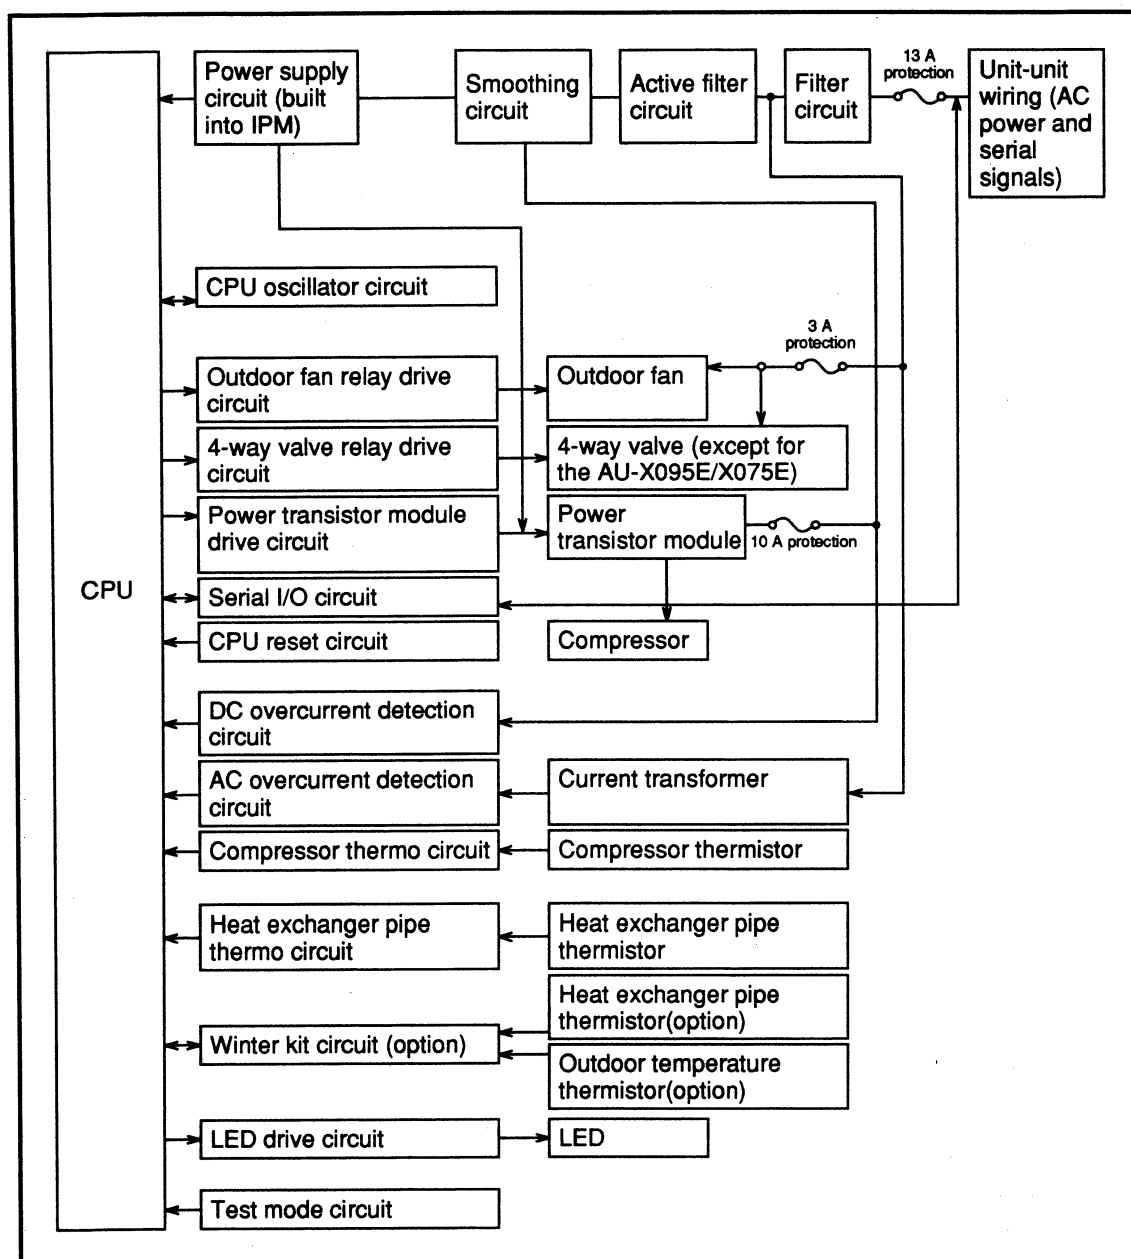 Power supply
circuit (built
into IPM)
Smoothing
circuit
Active filter
circuit
Filter
circuit
13 A
protection
Unit-unit
wiring (AC
power and
serial
signals)
CPU oscillator circuit
3 A
protection
Outdoor fan relay drive
circuit
Outdoor fan
4-way valve relay drive
circuit
4-way valve (except for
the AU-X095E/X075E)
Power transistor module
drive circuit
Power
transistor module
10 A protection
CPU
Serial I/O circuit
CPU reset circuit
Compressor
DC overcurrent detection
circuit
AC overcurrent detection
circuit
Current transformer
Compressor thermo circuit
Compressor thermistor
Heat exchanger pipe
thermo circuit
Heat exchanger pipe
thermistor
Heat exchanger pipe
thermistor(option)
Winter kit circuit (option)
Outdoor temperature
thermistor(option)
LED drive circuit
LED
Test mode circuit